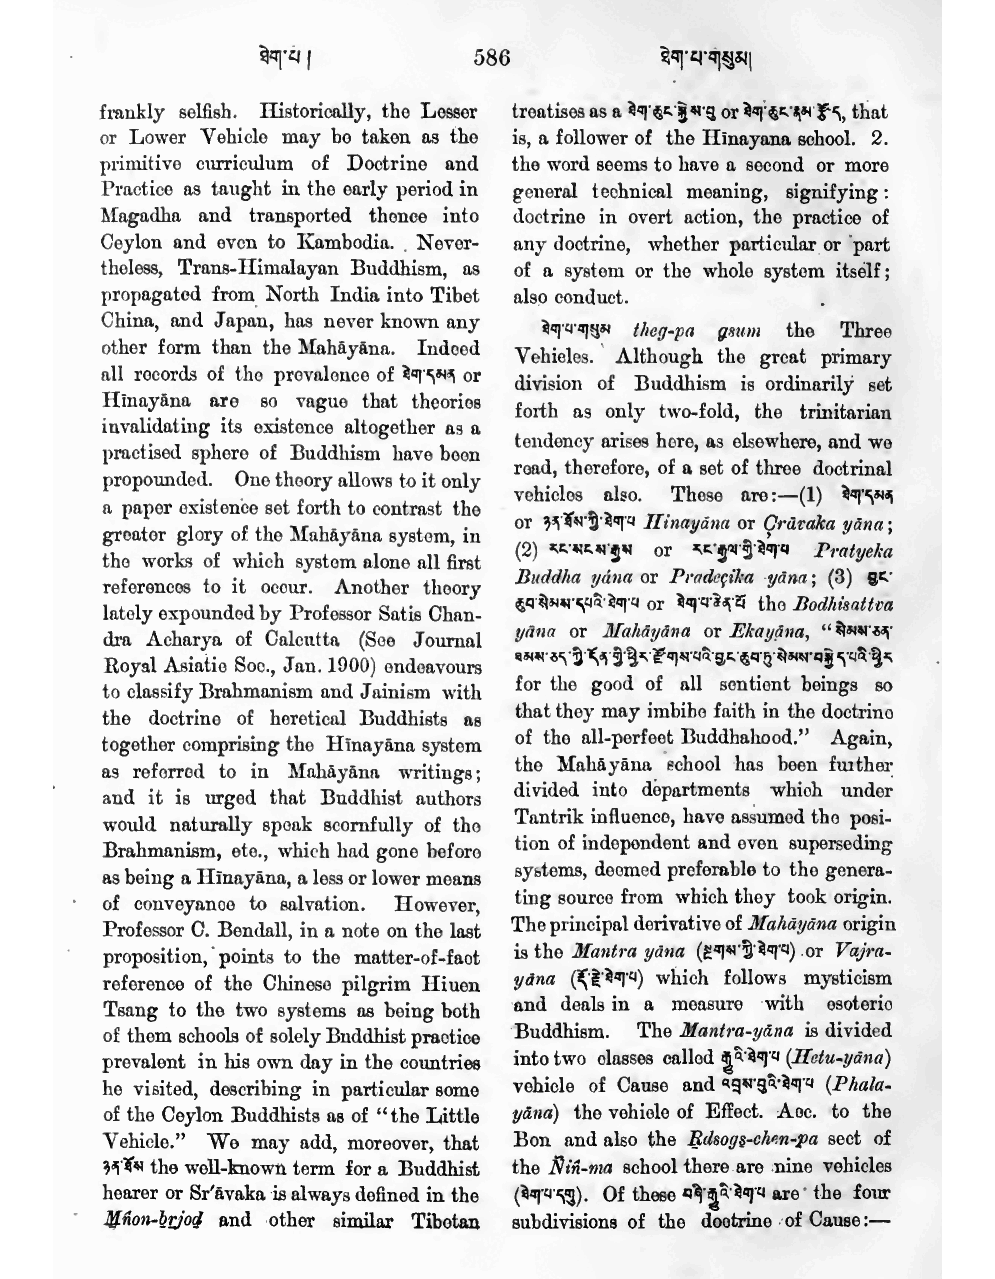 ཐེག་པ། 586 ཐེག་པ་གསུམ།
frankly selfish. Historically, the Lesser
or Lower Vehicle may be taken as the
primitive curriculum of Doctrine and
Practice as taught in the early period in
Magadha and transported thence into
Ceylon and even to Kambodia. Never-
theless, Trans-Himalayan Buddhism, as
propagated from North India into Tibet
China, and Japan, has never known any
other form than the Mahāyāna. Indeed
all records of the prevalence of ཐེག་དམན or
Hīnayāna are so vague that theories
invalidating its existence altogether as a
practised sphere of Buddhism have been
propounded. One theory allows to it only
a paper existence set forth to contrast the
greater glory of the Mahāyāna system, in
the works of which system alone all first
references to it occur. Another theory
lately expounded by Professor Satis Chan-
dra Acharya of Calcutta (See Journal
Royal Asiatic Soc., Jan. 1900) endeavours
to classify Brahmanism and Jainism with
the doctrine of heretical Buddhists as
together comprising the Hīnayāna system
as referred to in Mahāyāna writings;
and it is urged that Buddhist authors
would naturally speak scornfully of the
Brahmanism, etc., which had gone before
as being a Hīnayāna, a less or lower means
of conveyance to salvation. However,
Professor C. Bendall, in a note on the last
proposition, points to the matter-of-fact
reference of the Chinese pilgrim Hiuen
Tsang to the two systems as being both
of them schools of solely Buddhist practice
prevalent in his own day in the countries
he visited, describing in particular some
of the Ceylon Buddhists as of “the Little
Vehicle.” We may add, moreover, that
ཉན་ཐོས the well-known term for a Buddhist
hearer or Sr'āvaka is always defined in the
Mñon-brjod and other similar Tibetan
treatises as a ཐེག་ཆུང་སྐྱེས་བུ or ཐེག་ཆུང་རྣམ་རྩོད, that
is, a follower of the Hīnayana school. 2.
the word seems to have a second or more
general technical meaning, signifying:
doctrine in overt action, the practice of
any doctrine, whether particular or part
of a system or the whole system itself;
also conduct.
ཐེག་པ་གསུམ theg-pa gsum the Three
Vehicles. Although the great primary
division of Buddhism is ordinarily set
forth as only two-fold, the trinitarian
tendency arises here, as elsewhere, and we
read, therefore, of a set of three doctrinal
vehicles also. These are:—(1) ཐེག་དམན
or ཉན་ཐོས་ཀྱི་ཐེག་པ Hinayāna or Çrāvaka yāna;
(2) རང་སངས་རྒྱས or རང་རྒྱལ་གྱི་ཐེག་པ Pratyeka
Buddha yāna or Pradeçika yāna; (3) བྱང་
ཆུབ་སེམས་དཔའི་ཐེག་པ or ཐེག་པ་ཆེན་པོ the Bodhisattva
yāna or Mahāyāna or Ekayāna, “སེམས་ཅན་
ཐམས་ཅད་ཀྱི་དོན་གྱི་ཕྱིར་རྫོགས་པའི་བྱང་ཆུབ་ཏུ་སེམས་བསྐྱེད་པའི་ཕྱིར
for the good of all sentient beings so
that they may imbibe faith in the doctrine
of the all-perfect Buddhahood.” Again,
the Mahāyāna school has been further
divided into departments which under
Tantrik influence, have assumed the posi-
tion of independent and even superseding
systems, deemed preferable to the genera-
ting source from which they took origin.
The principal derivative of Mahāyāna origin
is the Mantra yāna (སྔགས་ཀྱི་ཐེག་པ) or Vajra-
yāna (རྡོ་རྗེ་ཐེག་པ) which follows mysticism
and deals in a measure with esoteric
Buddhism. The Mantra-yāna is divided
into two classes called རྒྱུའི་ཐེག་པ (Hetu-yāna)
vehicle of Cause and འབྲས་བུའི་ཐེག་པ (Phala-
yāna) the vehicle of Effect. Acc. to the
Bon and also the Rdsogs-chen-pa sect of
the Ñiñ-ma school there are nine vehicles
(ཐེག་པ་དགུ). Of these བཞི་རྒྱུའི་ཐེག་པ are the four
subdivisions of the doctrine of Cause:—